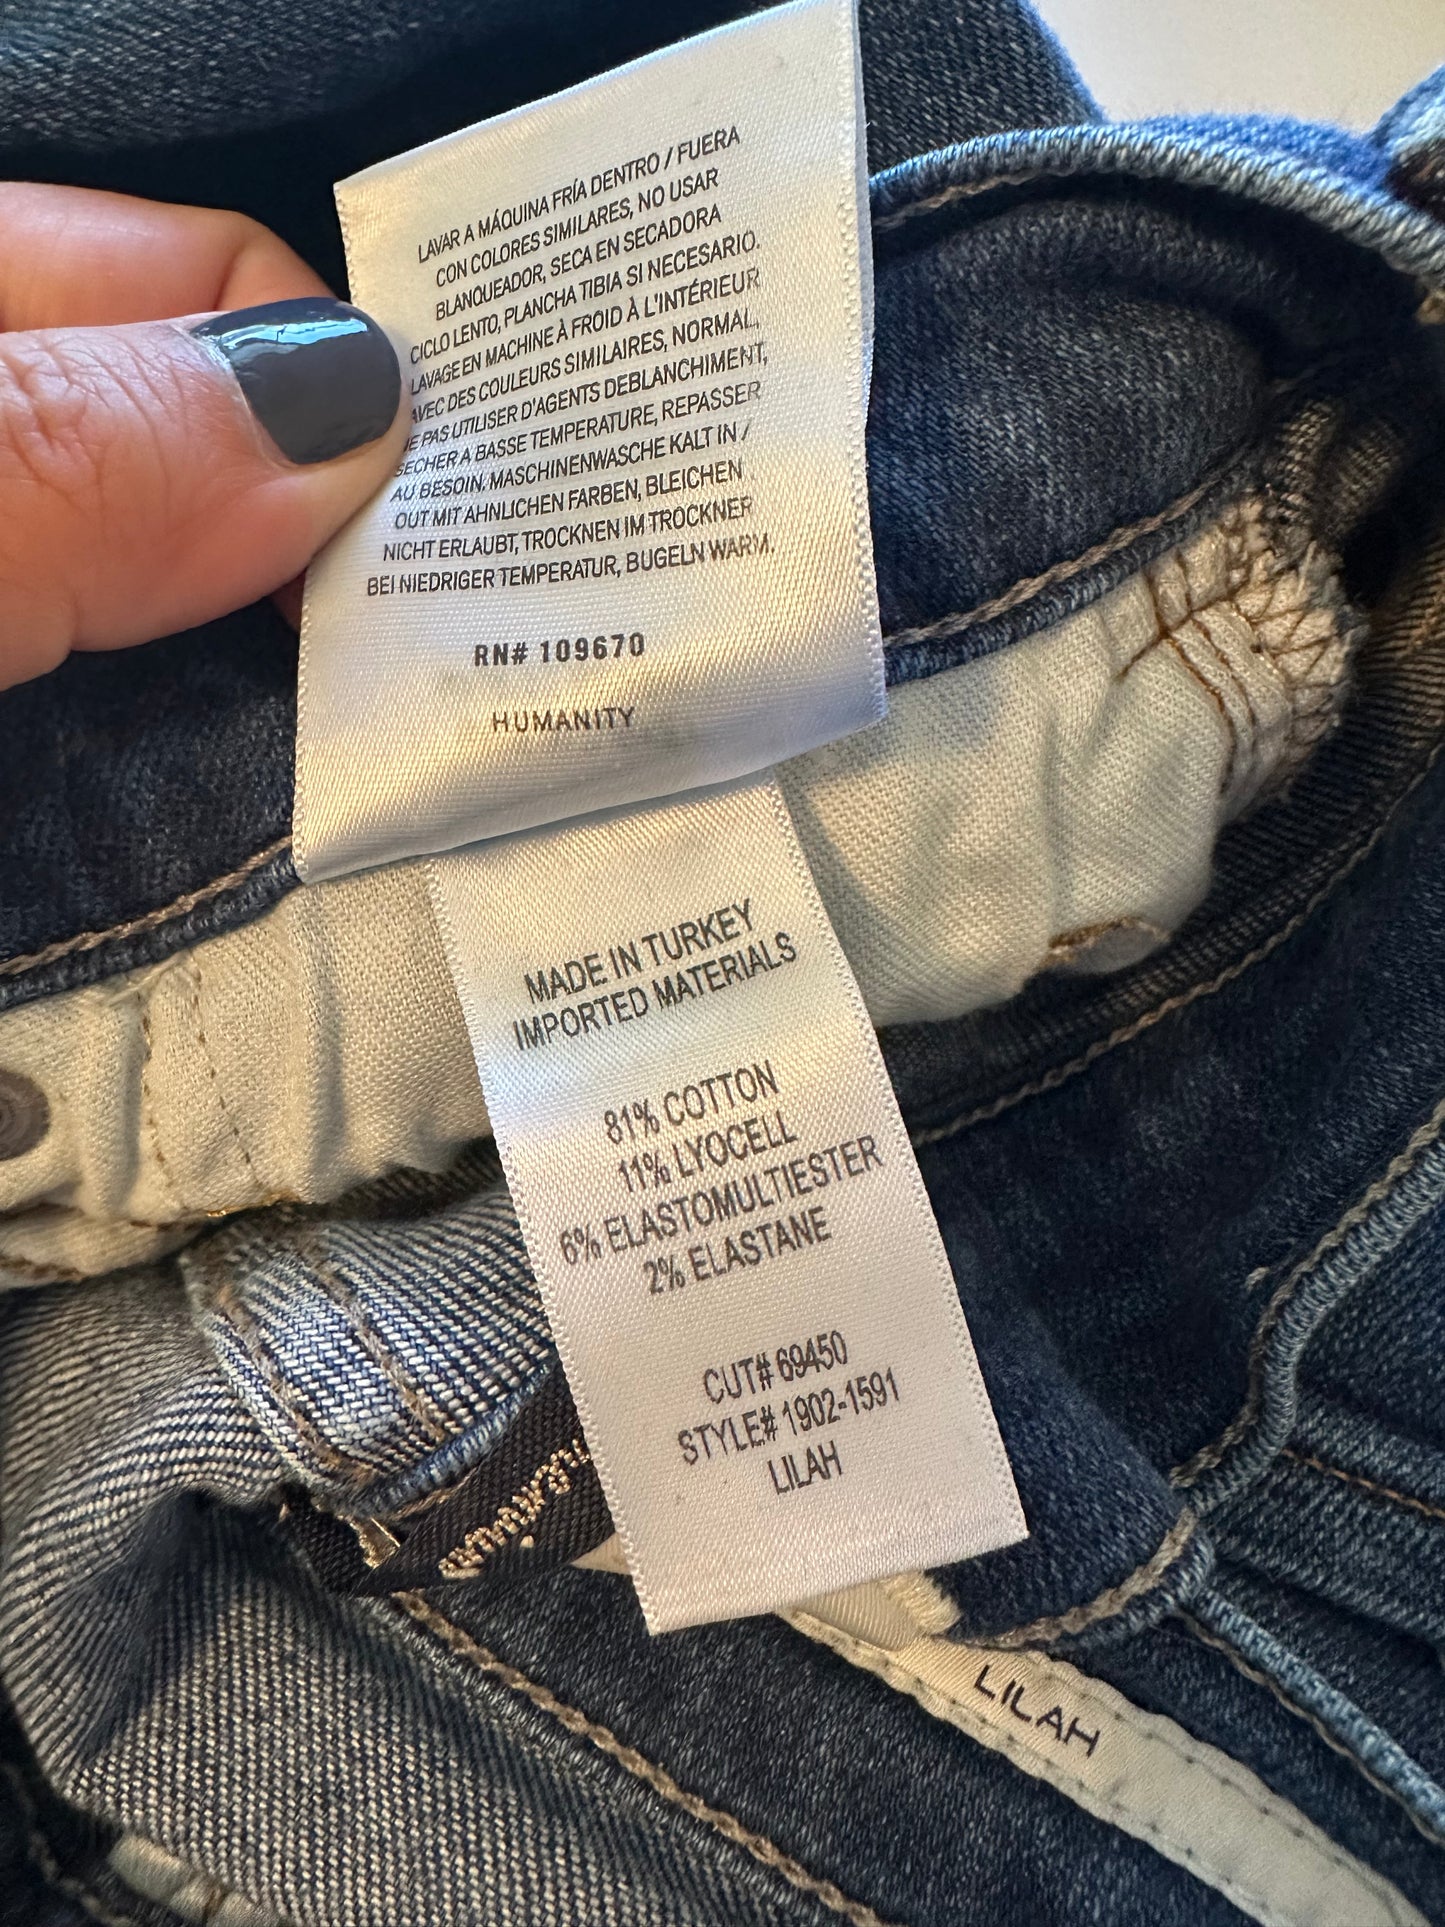 LAVAR A MÁQUINA FRÍA DENTRO / FUERA
CON COLORES SIMILARES, NO USAR
BLANQUEADOR, SECA EN SECADORA
CICLO LENTO, PLANCHA TIBIA SI NECESARIO.
LAVAGE EN MACHINE À FROID À L'INTÉRIEUR
AVEC DES COULEURS SIMILAIRES, NORMAL,
PAS UTILISER D'AGENTS DEBLANCHIMENT,
SECHER A BASSE TEMPERATURE, REPASSER
AU BESOIN. MASCHINENWASCHE KALT IN /
OUT MIT AHNLICHEN FARBEN, BLEICHEN
NICHT ERLAUBT, TROCKNEN IM TROCKNER
BEI NIEDRIGER TEMPERATUR, BUGELN WARM.
RN# 109670
HUMANITY
MADE IN TURKEY
IMPORTED MATERIALS
81% COTTON
11% LYOCELL
6% ELASTOMULTIESTER
2% ELASTANE
CUT# 69450
STYLE# 1902-1591
LILAH
LILAH